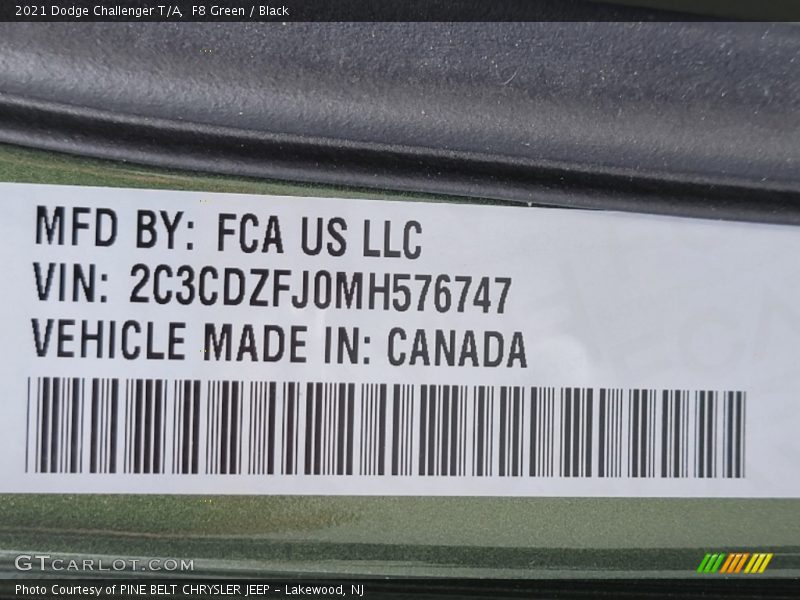 2021 Dodge Challenger T/A, F8 Green / Black
MFD BY: FCA US LLC
VIN: 2C3CDZFJ0MH576747
VEHICLE MADE IN: CANADA
GTCARLOT.COM
Photo Courtesy of PINE BELT CHRYSLER JEEP - Lakewood, NJ